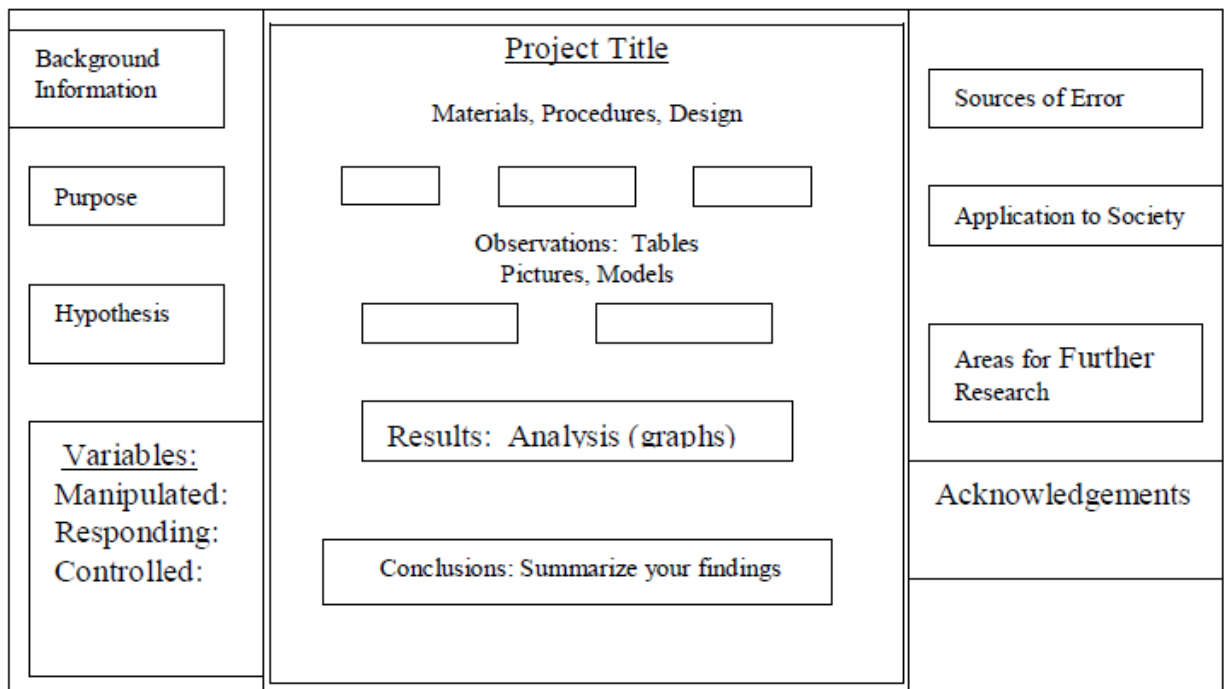 Background
Information
Purpose
Hypothesis
Variables:
Manipulated:
Responding:
Controlled:
Project Title
Materials, Procedures, Design
Observations: Tables
Pictures, Models
Results: Analysis (graphs)
Conclusions: Summarize your findings
Sources of Error
Application to Society
Areas for Further
Research
Acknowledgements